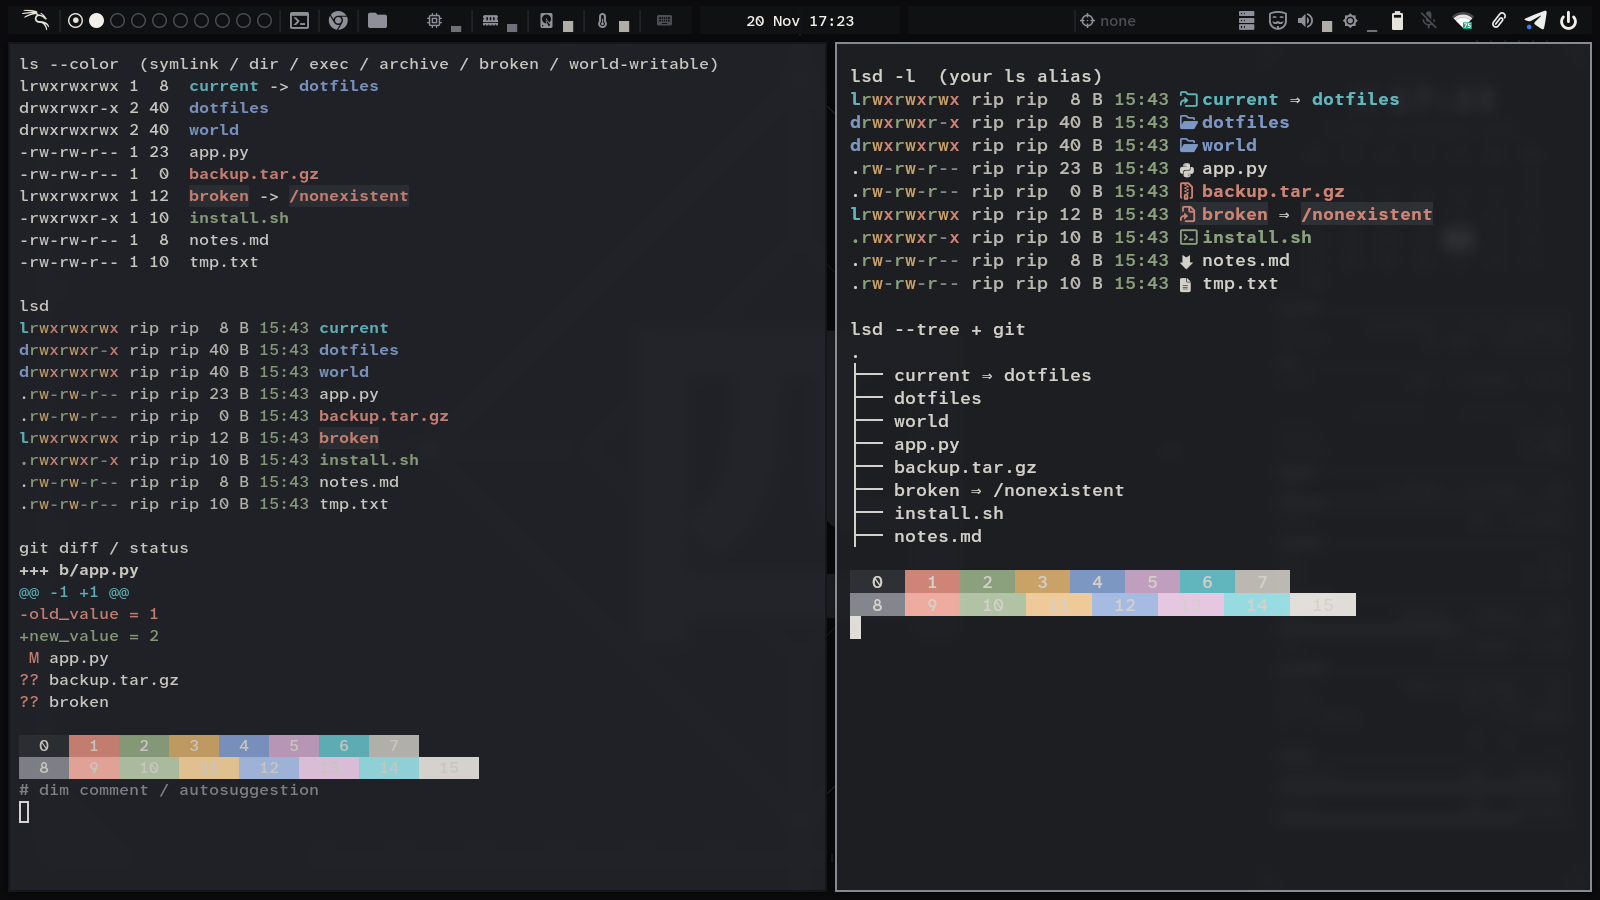 20 Nov 17:23
none
ls --color  (symlink / dir / exec / archive / broken / world-writable)
lrwxrwxrwx 1  8  current -> dotfiles
drwxrwxr-x 2 40  dotfiles
drwxrwxrwx 2 40  world
-rw-rw-r-- 1 23  app.py
-rw-rw-r-- 1  0  backup.tar.gz
lrwxrwxrwx 1 12  broken -> /nonexistent
-rwxrwxr-x 1 10  install.sh
-rw-rw-r-- 1  8  notes.md
-rw-rw-r-- 1 10  tmp.txt
lsd
lrwxrwxrwx rip rip  8 B 15:43 current
drwxrwxr-x rip rip 40 B 15:43 dotfiles
drwxrwxrwx rip rip 40 B 15:43 world
.rw-rw-r-- rip rip 23 B 15:43 app.py
.rw-rw-r-- rip rip  0 B 15:43 backup.tar.gz
lrwxrwxrwx rip rip 12 B 15:43 broken
.rwxrwxr-x rip rip 10 B 15:43 install.sh
.rw-rw-r-- rip rip  8 B 15:43 notes.md
.rw-rw-r-- rip rip 10 B 15:43 tmp.txt
git diff / status
+++ b/app.py
@@ -1 +1 @@
-old_value = 1
+new_value = 2
 M app.py
?? backup.tar.gz
?? broken
0 1 2 3 4 5 6 7
8 9 10 11 12 14 15
# dim comment / autosuggestion
lsd -l  (your ls alias)
lrwxrwxrwx rip rip  8 B 15:43 current ⇒ dotfiles
drwxrwxr-x rip rip 40 B 15:43 dotfiles
drwxrwxrwx rip rip 40 B 15:43 world
.rw-rw-r-- rip rip 23 B 15:43 app.py
.rw-rw-r-- rip rip  0 B 15:43 backup.tar.gz
lrwxrwxrwx rip rip 12 B 15:43 broken ⇒ /nonexistent
.rwxrwxr-x rip rip 10 B 15:43 install.sh
.rw-rw-r-- rip rip  8 B 15:43 notes.md
.rw-rw-r-- rip rip 10 B 15:43 tmp.txt
lsd --tree + git
.
├── current ⇒ dotfiles
├── dotfiles
├── world
├── app.py
├── backup.tar.gz
├── broken ⇒ /nonexistent
├── install.sh
├── notes.md
0 1 2 3 4 5 6 7
8 9 10 12 14 15